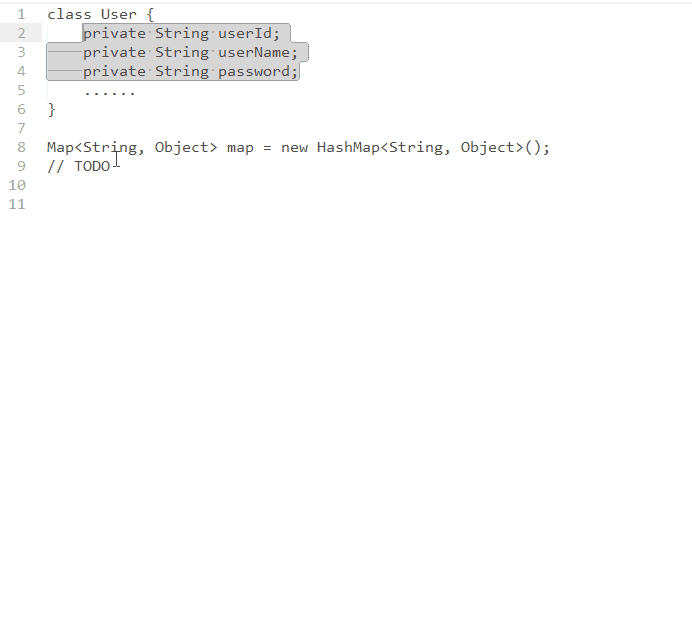 1 class User {
2 private String userId;
3 private String userName;
4 private String password;
5 ......
6 }
7
8 Map<String, Object> map = new HashMap<String, Object>();
9 // TODO
10
11